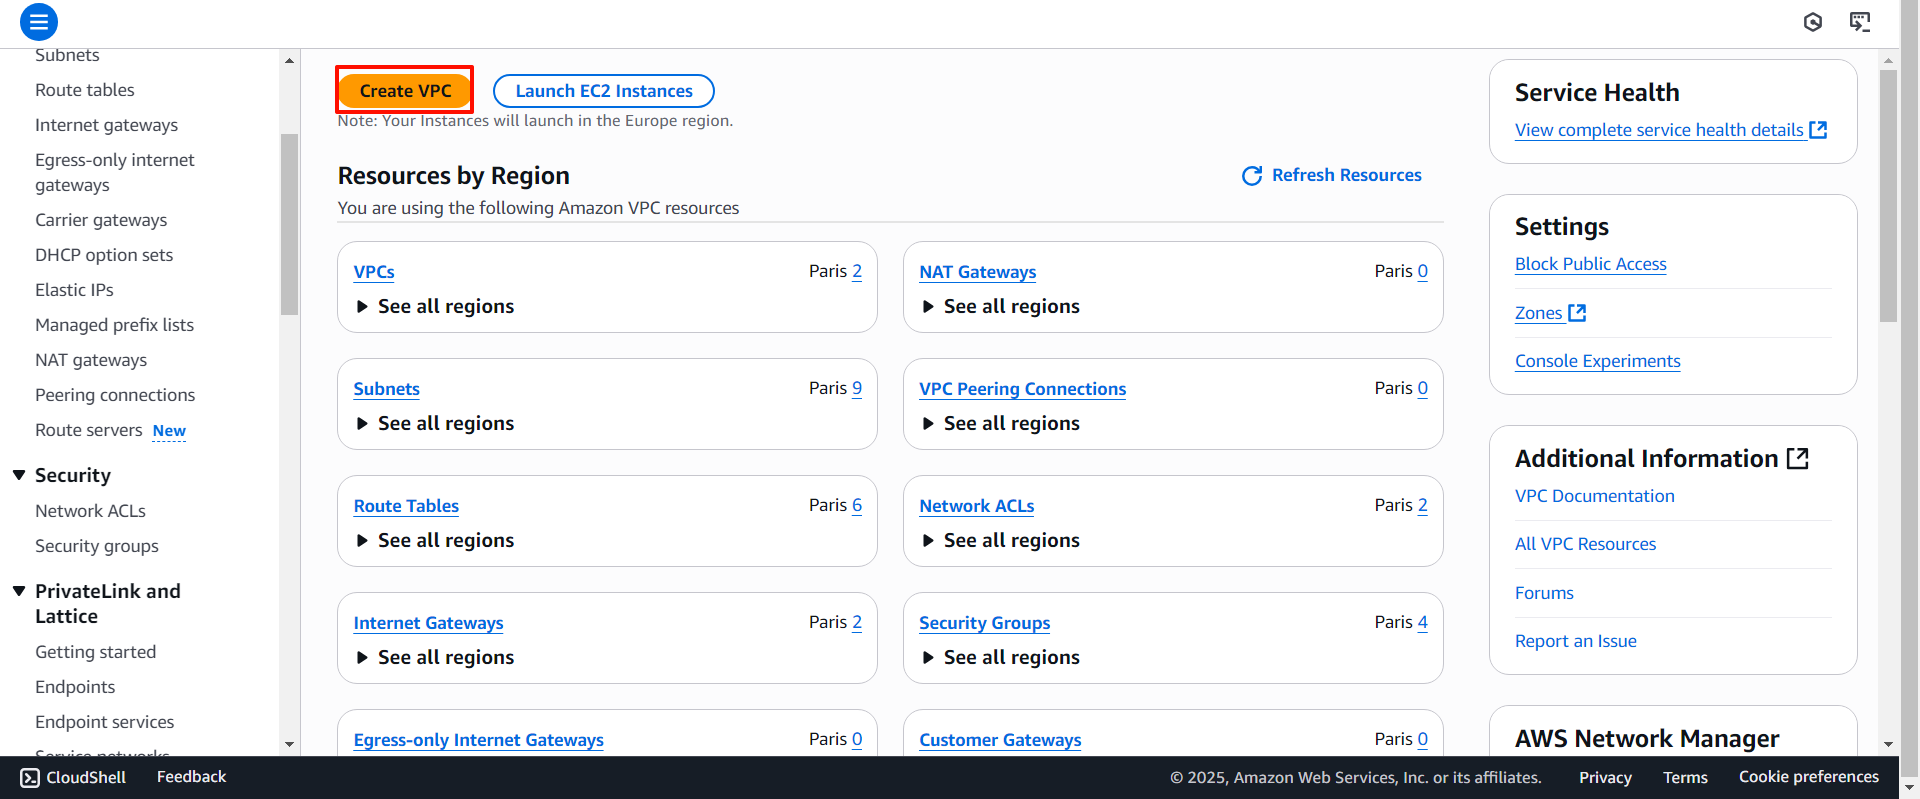 Subnets
Route tables
Internet gateways
Egress-only internet
gateways
Carrier gateways
DHCP option sets
Elastic IPs
Managed prefix lists
NAT gateways
Peering connections
Route servers New
Security
Network ACLs
Security groups
PrivateLink and
Lattice
Getting started
Endpoints
Endpoint services
Service networks
Create VPC
Launch EC2 Instances
Note: Your Instances will launch in the Europe region.
Resources by Region
Refresh Resources
You are using the following Amazon VPC resources
VPCs
Paris 2
See all regions
NAT Gateways
Paris 0
See all regions
Subnets
Paris 9
See all regions
VPC Peering Connections
Paris 0
See all regions
Route Tables
Paris 6
See all regions
Network ACLs
Paris 2
See all regions
Internet Gateways
Paris 2
See all regions
Security Groups
Paris 4
See all regions
Egress-only Internet Gateways
Paris 0
Customer Gateways
Paris 0
Service Health
View complete service health details
Settings
Block Public Access
Zones
Console Experiments
Additional Information
VPC Documentation
All VPC Resources
Forums
Report an Issue
AWS Network Manager
CloudShell
Feedback
© 2025, Amazon Web Services, Inc. or its affiliates.
Privacy
Terms
Cookie preferences